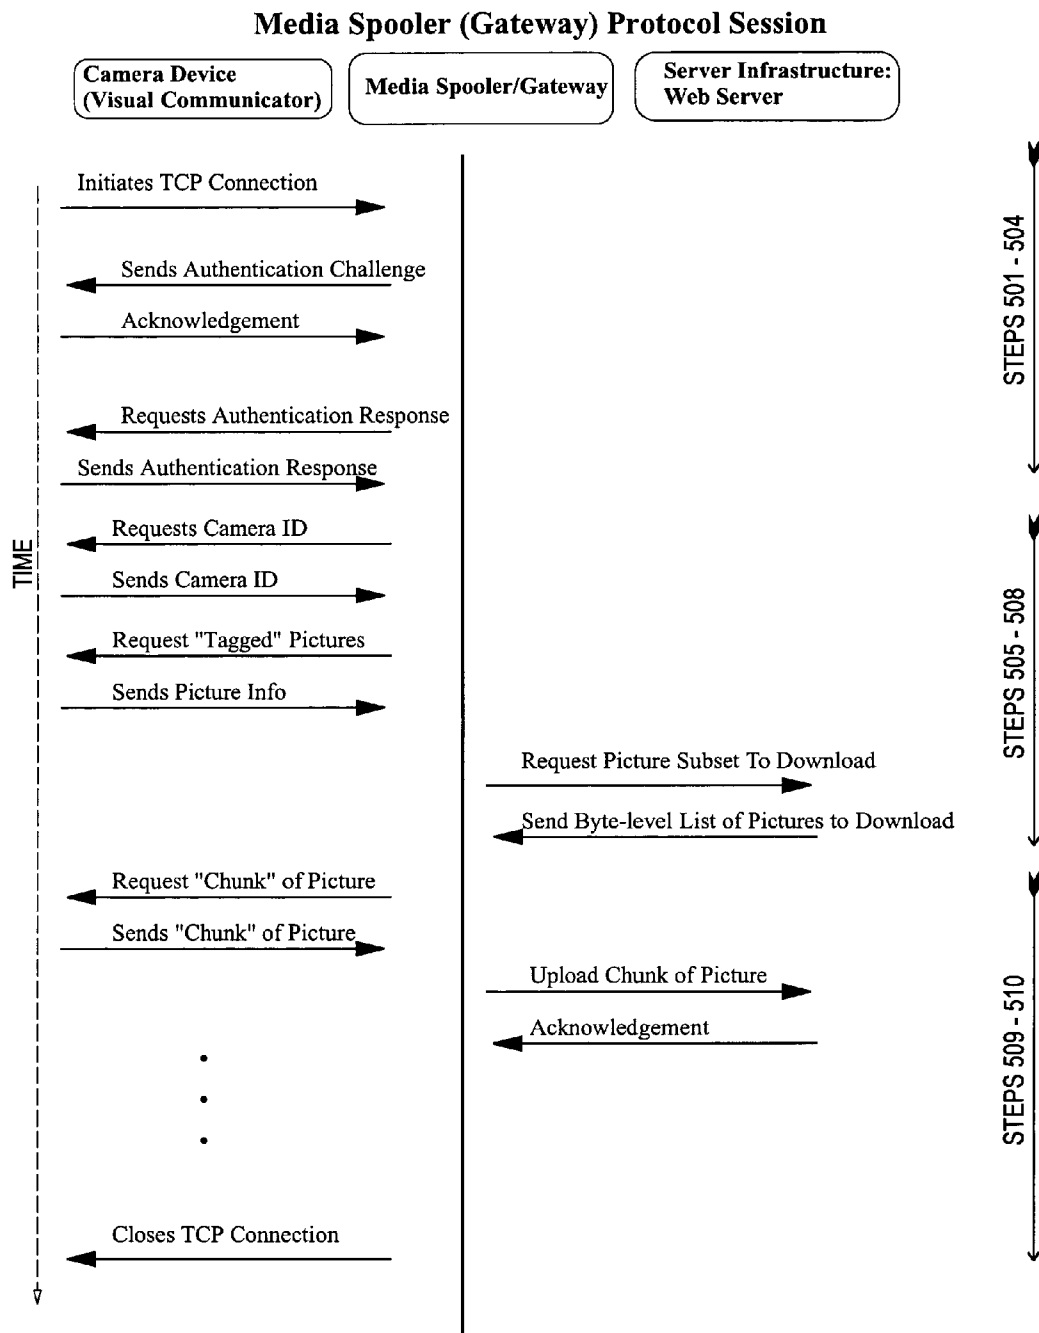 Media Spooler (Gateway) Protocol Session
Camera Device
(Visual Communicator)
Media Spooler/Gateway
Server Infrastructure:
Web Server
Initiates TCP Connection
Sends Authentication Challenge
Acknowledgement
Requests Authentication Response
Sends Authentication Response
Requests Camera ID
Sends Camera ID
Request "Tagged" Pictures
Sends Picture Info
Request Picture Subset To Download
Send Byte-level List of Pictures to Download
Request "Chunk" of Picture
Sends "Chunk" of Picture
Upload Chunk of Picture
Acknowledgement
Closes TCP Connection
TIME
STEPS 501 - 504
STEPS 505 - 508
STEPS 509 - 510